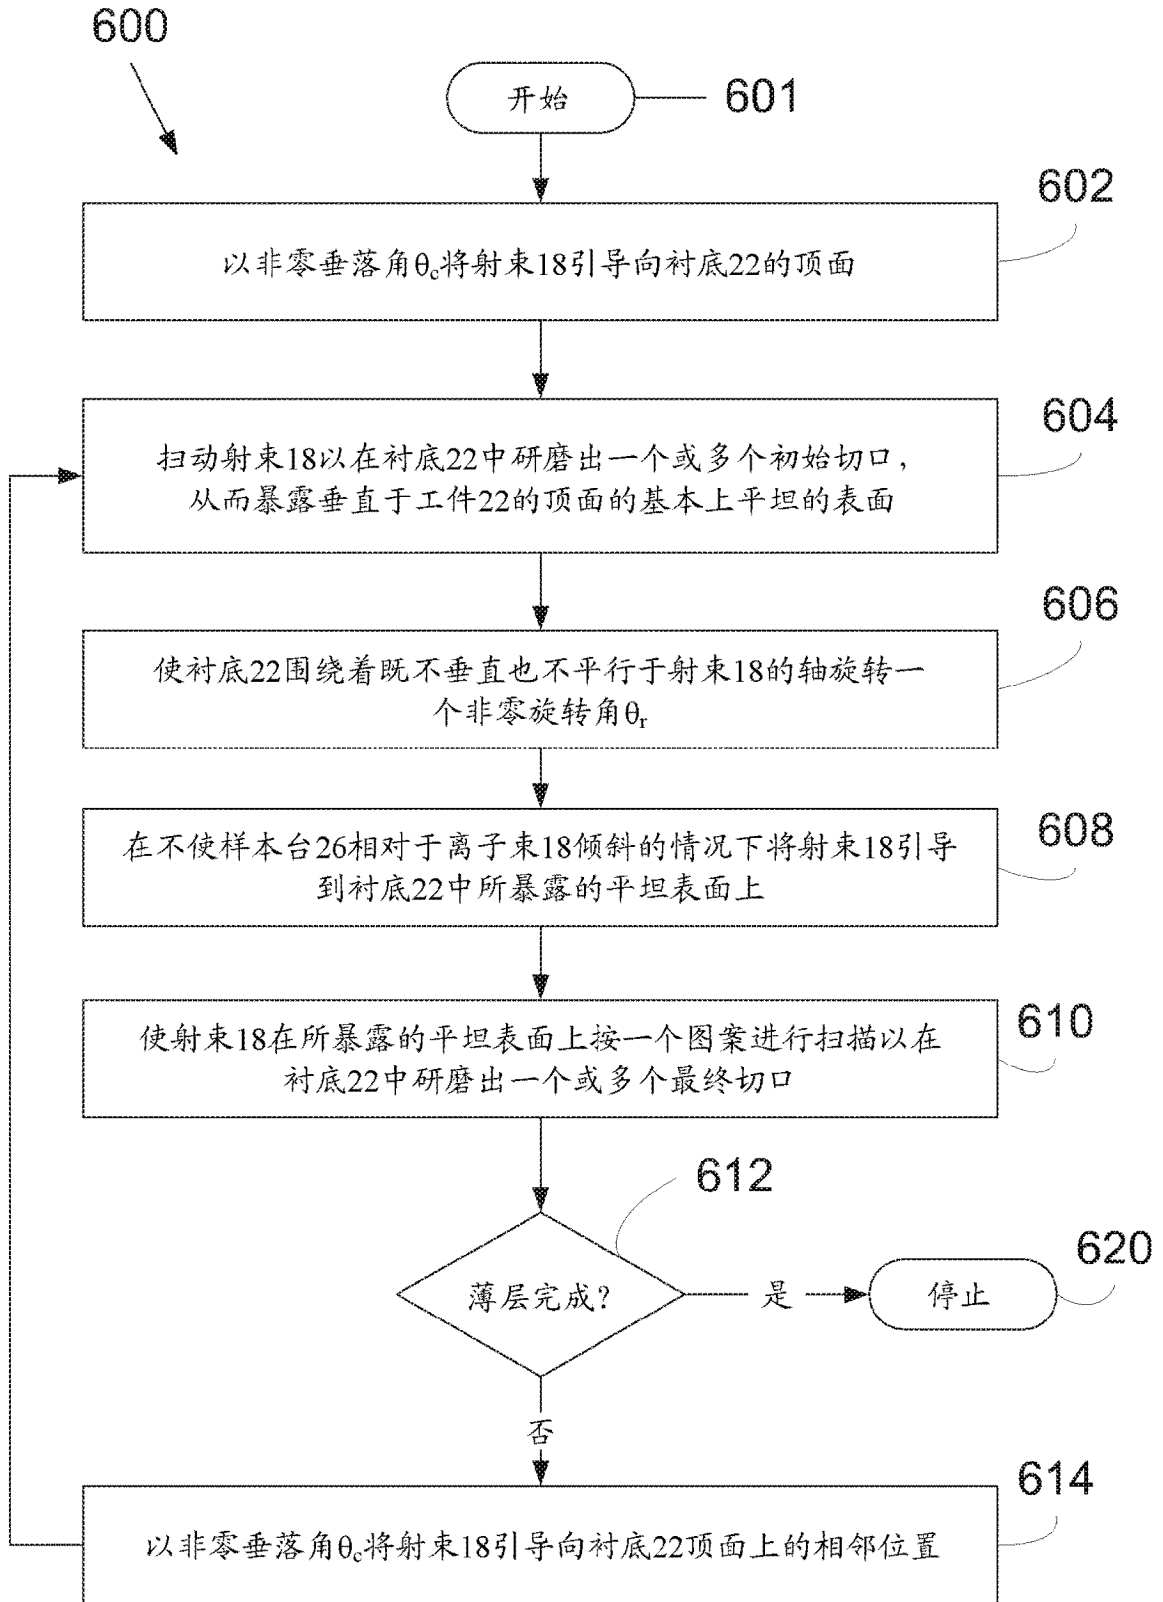 600
开始
601
602
以非零垂落角θc将射束18引导向衬底22的顶面
604
扫动射束18以在衬底22中研磨出一个或多个初始切口，
从而暴露垂直于工件22的顶面的基本上平坦的表面
606
使衬底22围绕着既不垂直也不平行于射束18的轴旋转一
个非零旋转角θr
608
在不使样本台26相对于离子束18倾斜的情况下将射束18引导
到衬底22中所暴露的平坦表面上
610
使射束18在所暴露的平坦表面上按一个图案进行扫描以在
衬底22中研磨出一个或多个最终切口
612
薄层完成?
是
停止
620
否
614
以非零垂落角θc将射束18引导向衬底22顶面上的相邻位置